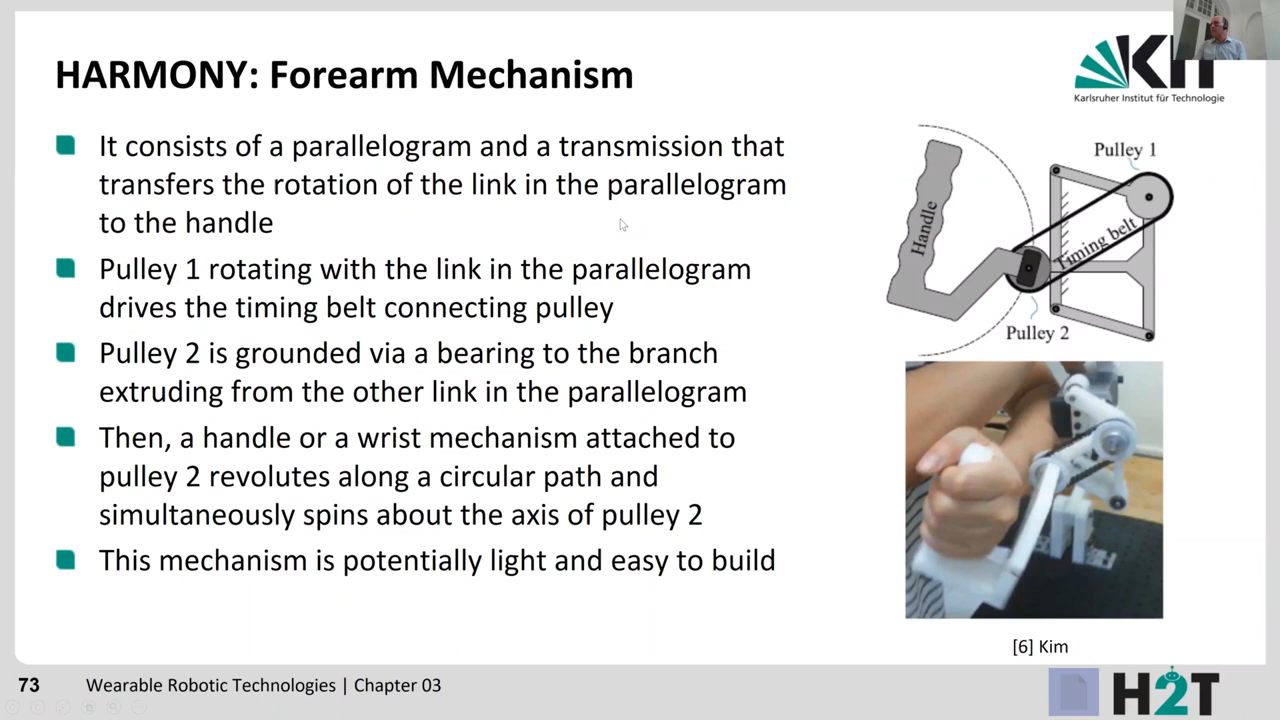 HARMONY: Forearm Mechanism
KIT
Karlsruher Institut für Technologie
It consists of a parallelogram and a transmission that
transfers the rotation of the link in the parallelogram
to the handle
Pulley 1 rotating with the link in the parallelogram
drives the timing belt connecting pulley
Pulley 2 is grounded via a bearing to the branch
extruding from the other link in the parallelogram
Then, a handle or a wrist mechanism attached to
pulley 2 revolutes along a circular path and
simultaneously spins about the axis of pulley 2
This mechanism is potentially light and easy to build
Pulley 1
Handle
Timing belt
Pulley 2
[6] Kim
73
Wearable Robotic Technologies | Chapter 03
H2T